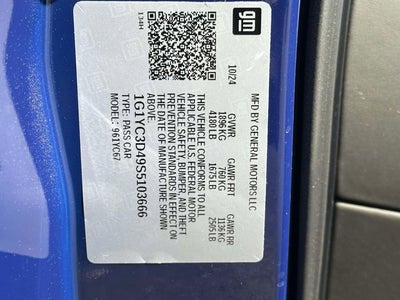 gm
134H
MFD BY GENERAL MOTORS LLC
10/24 GVWR GAWR FRT GAWR RR
1896KG 760KG 1136KG
4180LB 1675LB 2505LB
THIS VEHICLE CONFORMS TO ALL
APPLICABLE U.S. FEDERAL MOTOR
VEHICLE SAFETY, BUMPER, AND THEFT
PREVENTION STANDARDS IN EFFECT ON
THE DATE OF MANUFACTURE SHOWN
ABOVE.
1G1YC3D49S5103666
TYPE: PASS CAR
MODEL: 961YC67